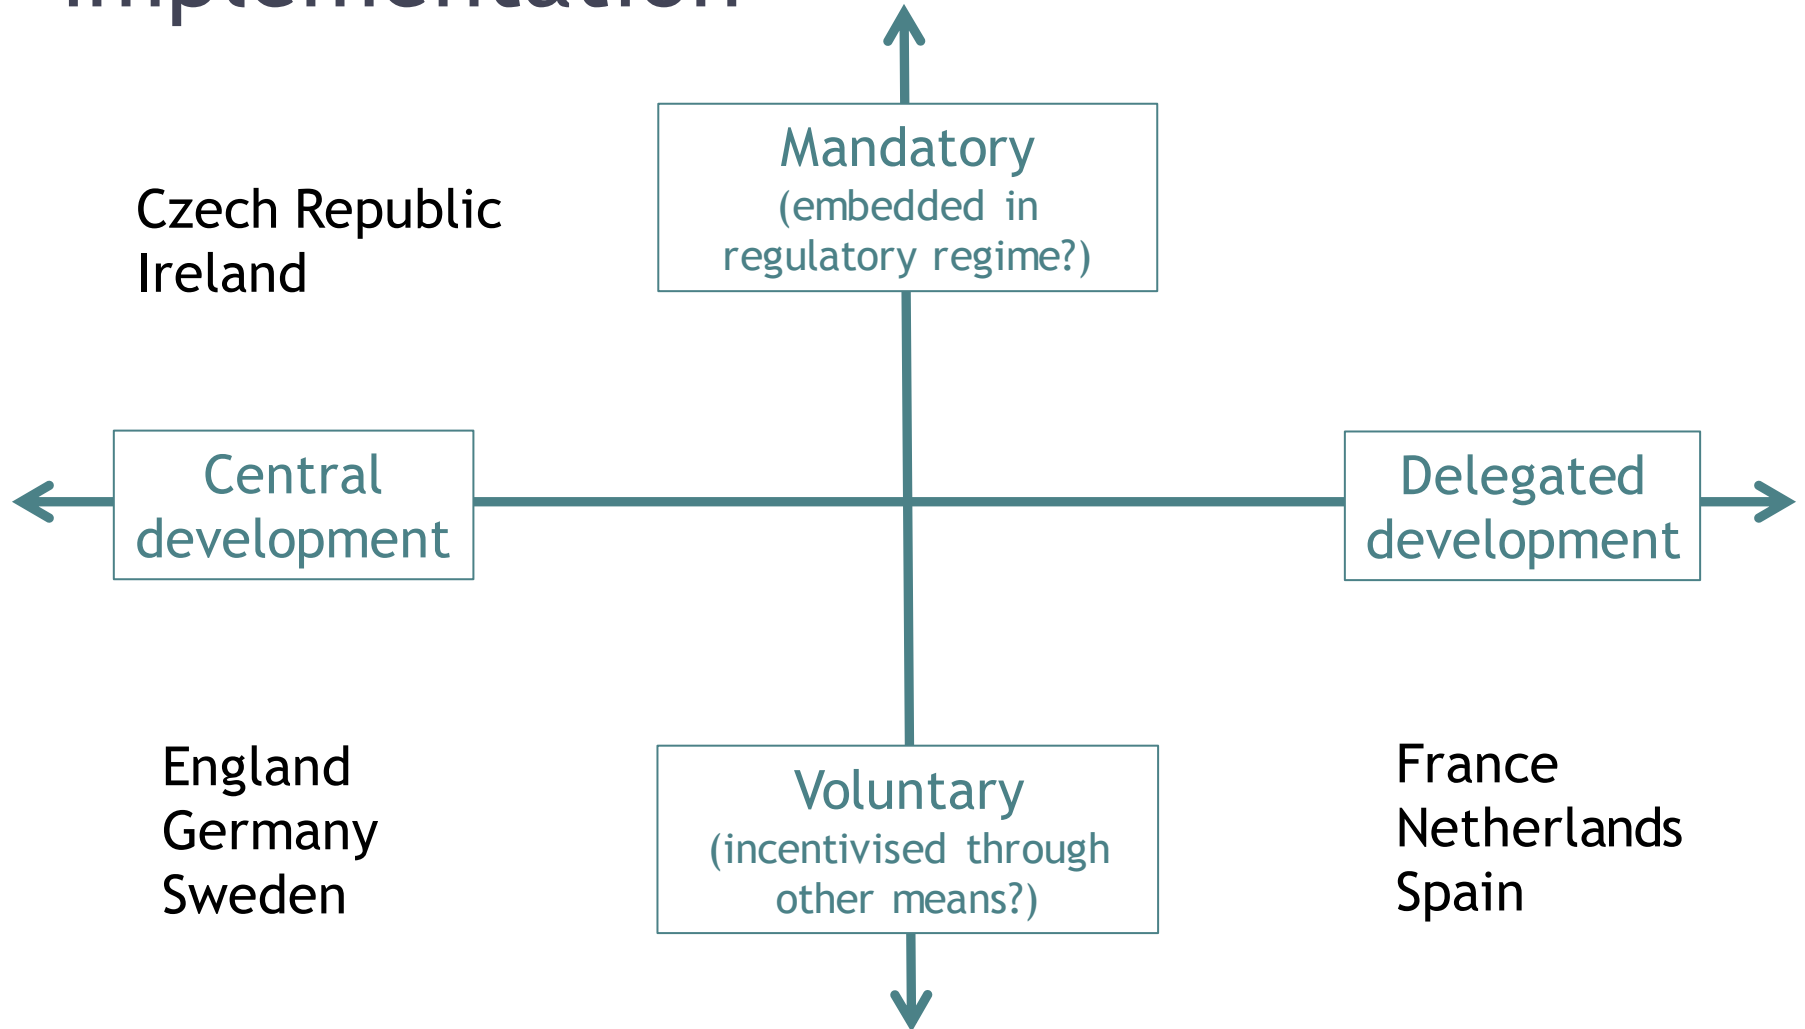 implementation
Mandatory
(embedded in
regulatory regime?)
Czech Republic
Ireland
Central
development
Delegated
development
England
Germany
Sweden
Voluntary
(incentivised through
other means?)
France
Netherlands
Spain